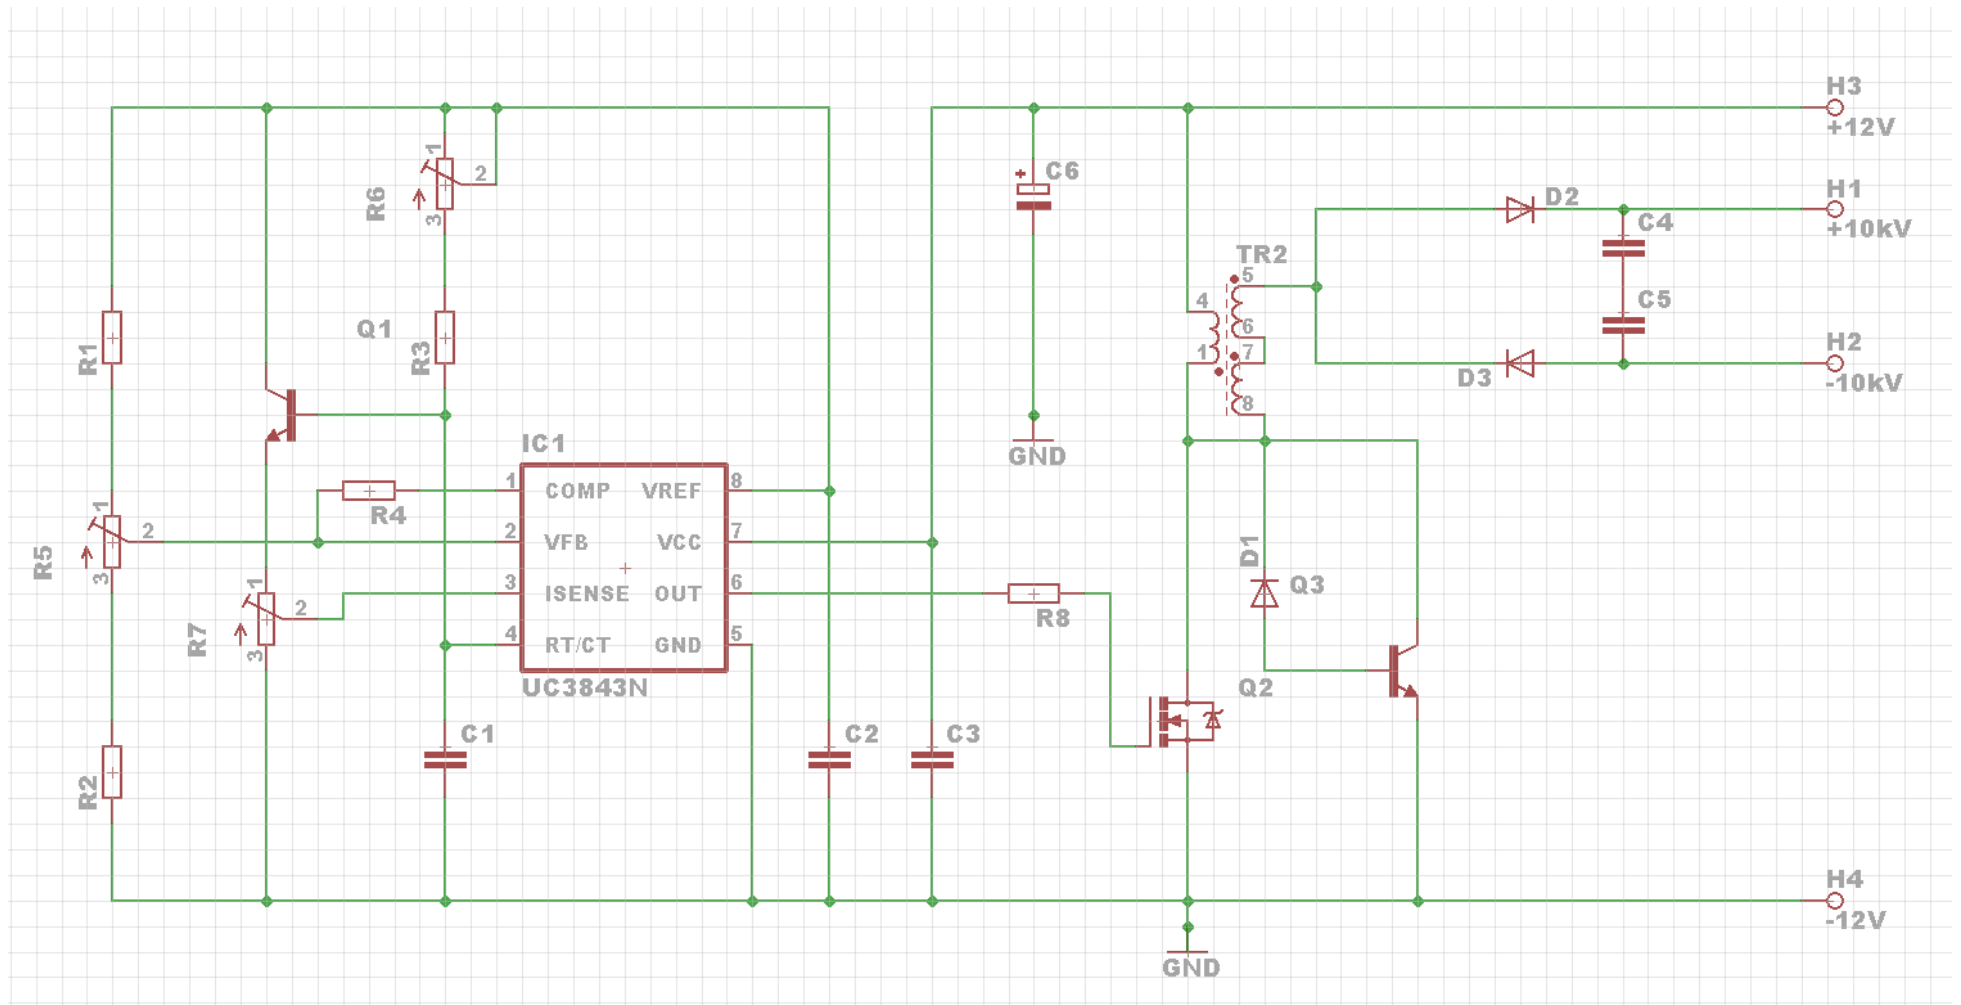 H3
+12V
1
2
R6
3
C6
H1
+10kV
D2
C4
TR2
5
4
6
1
7
8
C5
H2
-10kV
D3
R1
Q1
R3
GND
IC1
1 COMP VREF 8
2 VFB VCC 7
3 ISENSE OUT 6
4 RT/CT GND 5
UC3843N
R4
1
2
R5
3
1
2
R7
3
D1
Q3
R8
Q2
R2
C1
C2
C3
H4
-12V
GND